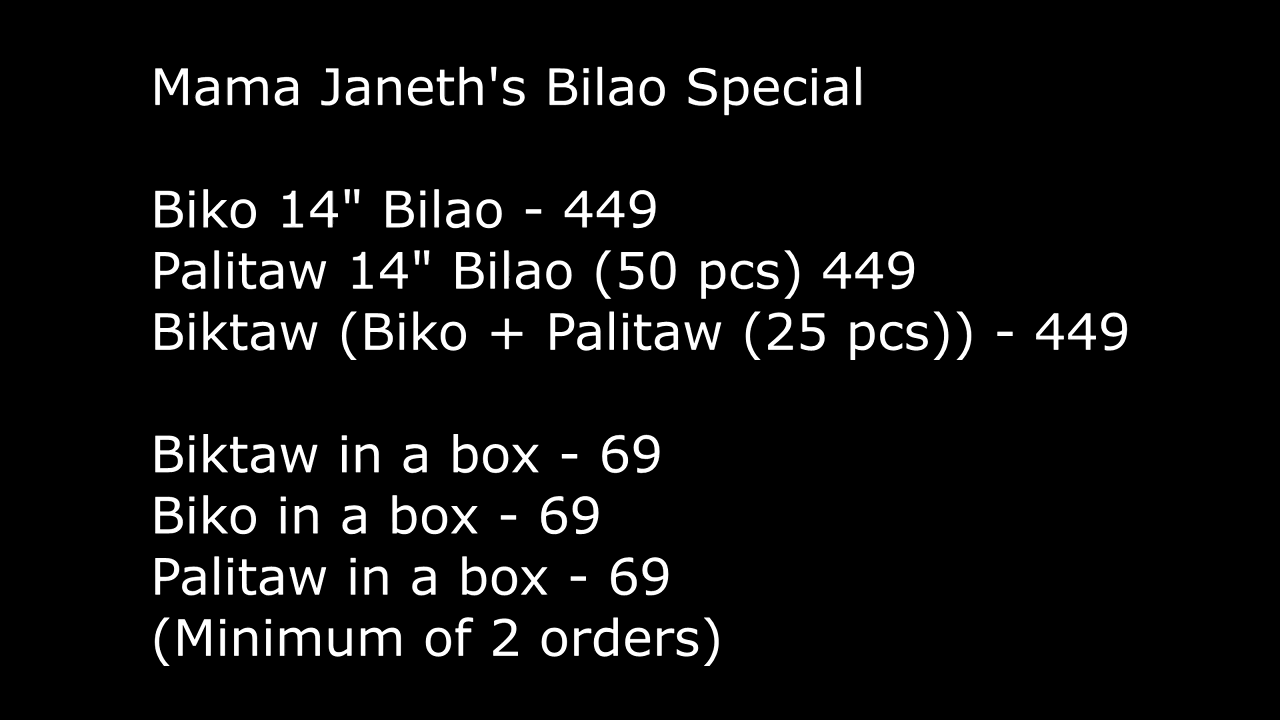 Mama Janeth's Bilao Special
Biko 14" Bilao - 449
Palitaw 14" Bilao (50 pcs) 449
Biktaw (Biko + Palitaw (25 pcs)) - 449
Biktaw in a box - 69
Biko in a box - 69
Palitaw in a box - 69
(Minimum of 2 orders)